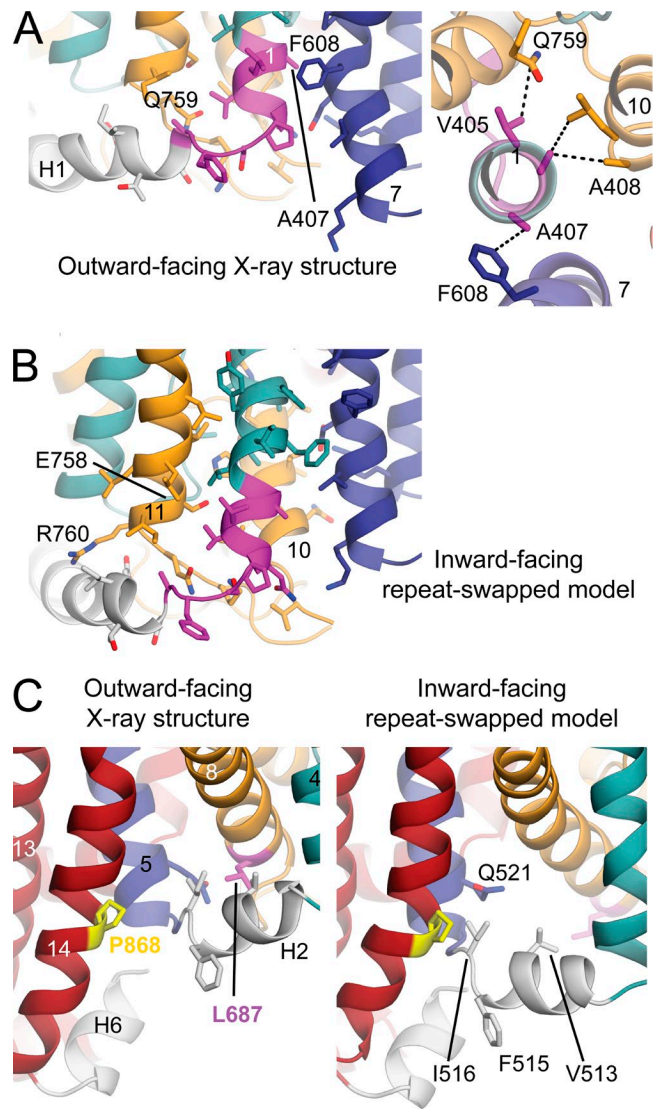 A
1
F608
Q759
H1
A407
7
Outward-facing X-ray structure
Q759
V405
10
1
A408
A407
F608
7
B
E758
11
R760
10
Inward-facing
repeat-swapped model
C
Outward-facing
X-ray structure
Inward-facing
repeat-swapped model
8
4
13
5
Q521
P868
14
H2
H6
L687
I516
F515
V513